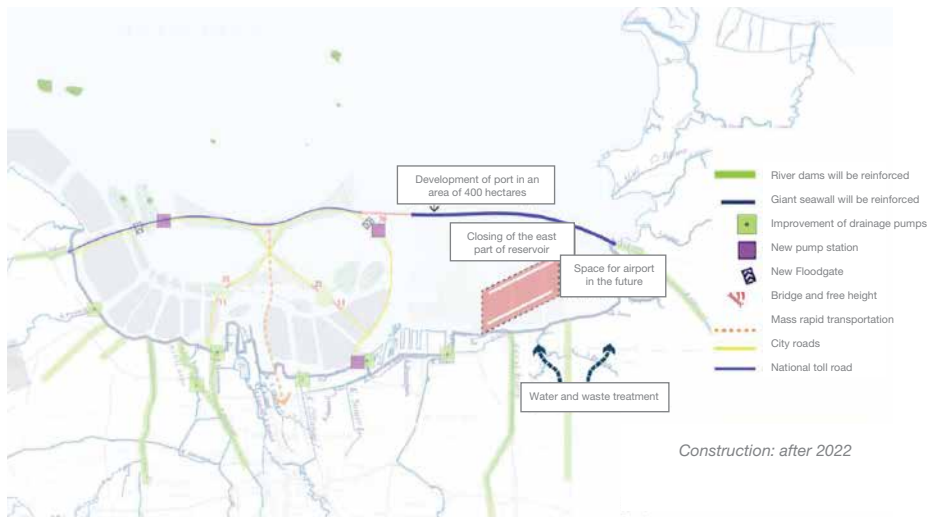 Development of port in an
area of 400 hectares
Closing of the east
part of reservoir
Space for airport
in the future
Water and waste treatment
River dams will be reinforced
Giant seawall will be reinforced
Improvement of drainage pumps
New pump station
New Floodgate
Bridge and free height
Mass rapid transportation
City roads
National toll road
Construction: after 2022